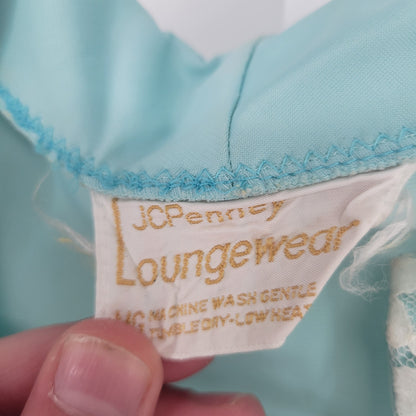 JCPenney
Loungewear
MACHINE WASH GENTLE
TUMBLE DRY-LOW HEAT